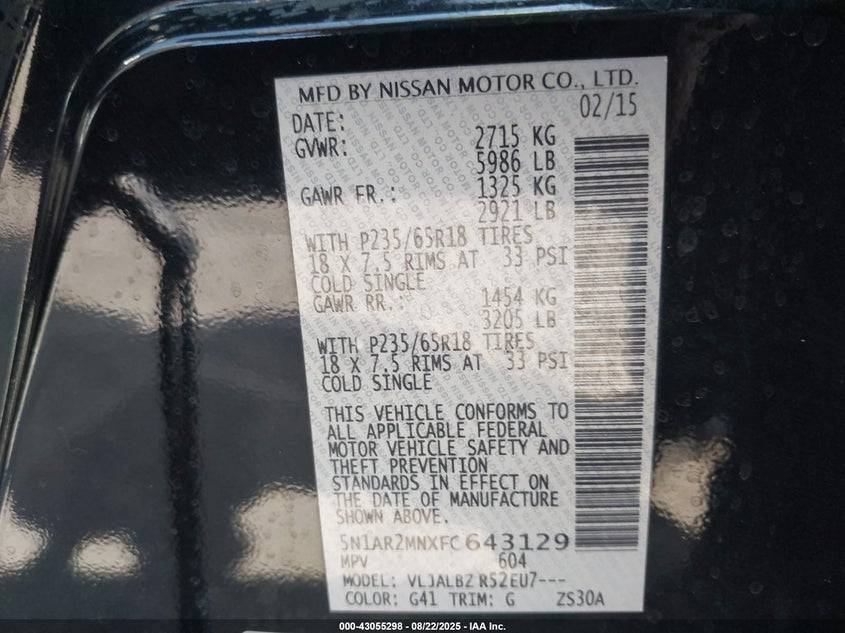 MFD BY NISSAN MOTOR CO., LTD.
DATE: 02/15
GVWR: 2715 KG
5986 LB
GAWR FR.: 1325 KG
2921 LB
WITH P235/65R18 TIRES
18 X 7.5 RIMS AT 33 PSI
COLD SINGLE
GAWR RR.: 1454 KG
3205 LB
WITH P235/65R18 TIRES
18 X 7.5 RIMS AT 33 PSI
COLD SINGLE
THIS VEHICLE CONFORMS TO
ALL APPLICABLE FEDERAL
MOTOR VEHICLE SAFETY AND
THEFT PREVENTION
STANDARDS IN EFFECT ON
THE DATE OF MANUFACTURE
SHOWN ABOVE.
5N1AR2MNXFC643129
MPV 604
MODEL: R52EU7---
COLOR: G41 TRIM: G ZS30A
000-43055298 - 08/22/2025 - IAA Inc.